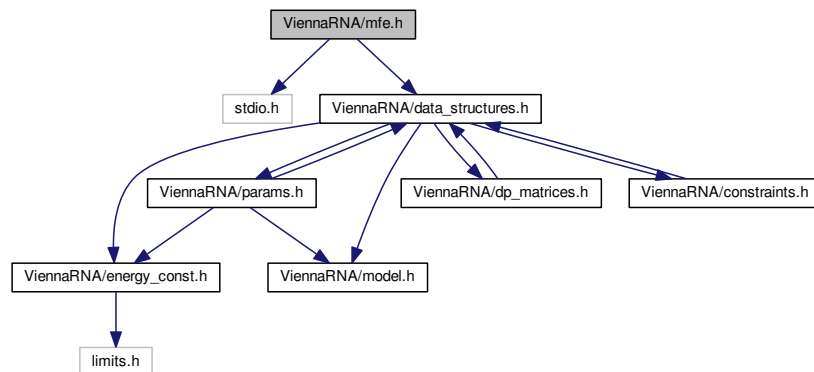 ViennaRNA/mfe.h
stdio.h
ViennaRNA/data_structures.h
ViennaRNA/params.h
ViennaRNA/dp_matrices.h
ViennaRNA/constraints.h
ViennaRNA/energy_const.h
ViennaRNA/model.h
limits.h